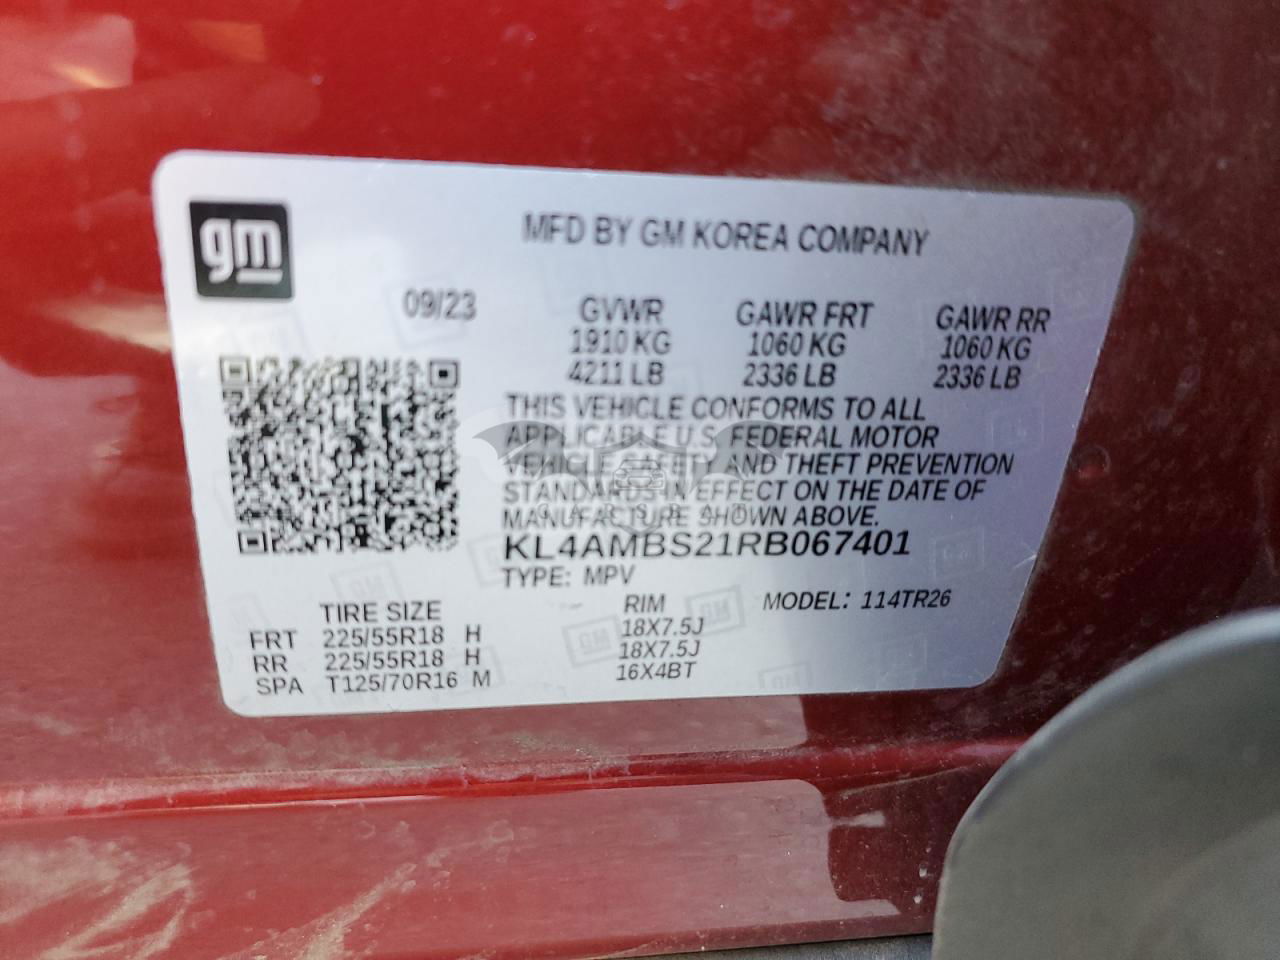 gm
MFD BY GM KOREA COMPANY
09/23
GVWR GAWR FRT GAWR RR
1910 KG 1060 KG 1060 KG
4211 LB 2336 LB 2336 LB
THIS VEHICLE CONFORMS TO ALL
APPLICABLE U.S. FEDERAL MOTOR
VEHICLE SAFETY AND THEFT PREVENTION
STANDARDS IN EFFECT ON THE DATE OF
MANUFACTURE SHOWN ABOVE.
KL4AMBS21RB067401
TYPE: MPV
TIRE SIZE RIM MODEL: 114TR26
FRT 225/55R18 H 18X7.5J
RR 225/55R18 H 18X7.5J
SPA T125/70R16 M 16X4BT